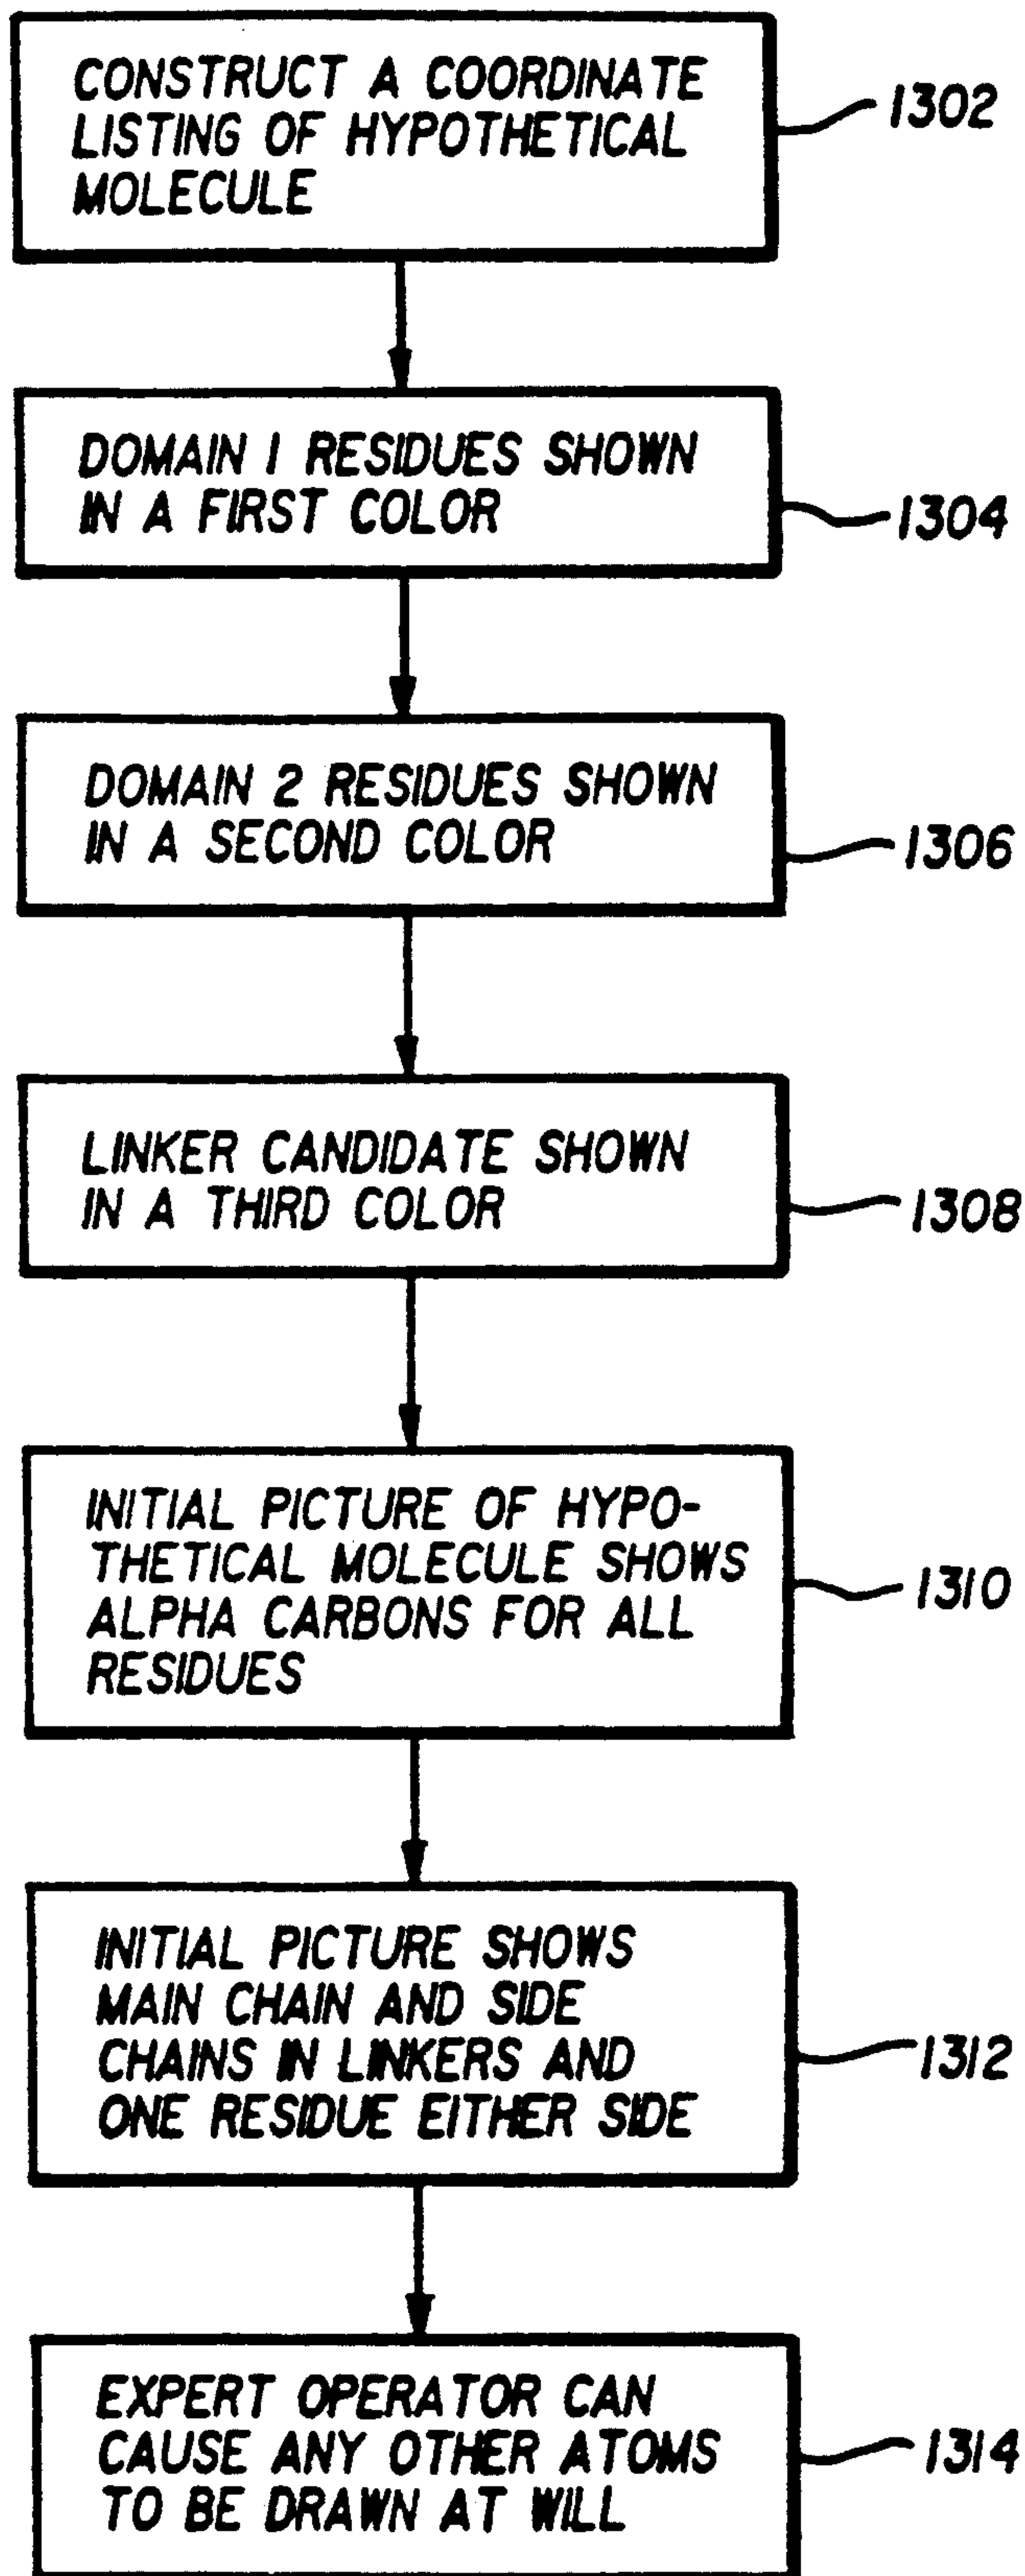 CONSTRUCT A COORDINATE
LISTING OF HYPOTHETICAL
MOLECULE
1302
DOMAIN 1 RESIDUES SHOWN
IN A FIRST COLOR
1304
DOMAIN 2 RESIDUES SHOWN
IN A SECOND COLOR
1306
LINKER CANDIDATE SHOWN
IN A THIRD COLOR
1308
INITIAL PICTURE OF HYPO-
THETICAL MOLECULE SHOWS
ALPHA CARBONS FOR ALL
RESIDUES
1310
INITIAL PICTURE SHOWS
MAIN CHAIN AND SIDE
CHAINS IN LINKERS AND
ONE RESIDUE EITHER SIDE
1312
EXPERT OPERATOR CAN
CAUSE ANY OTHER ATOMS
TO BE DRAWN AT WILL
1314